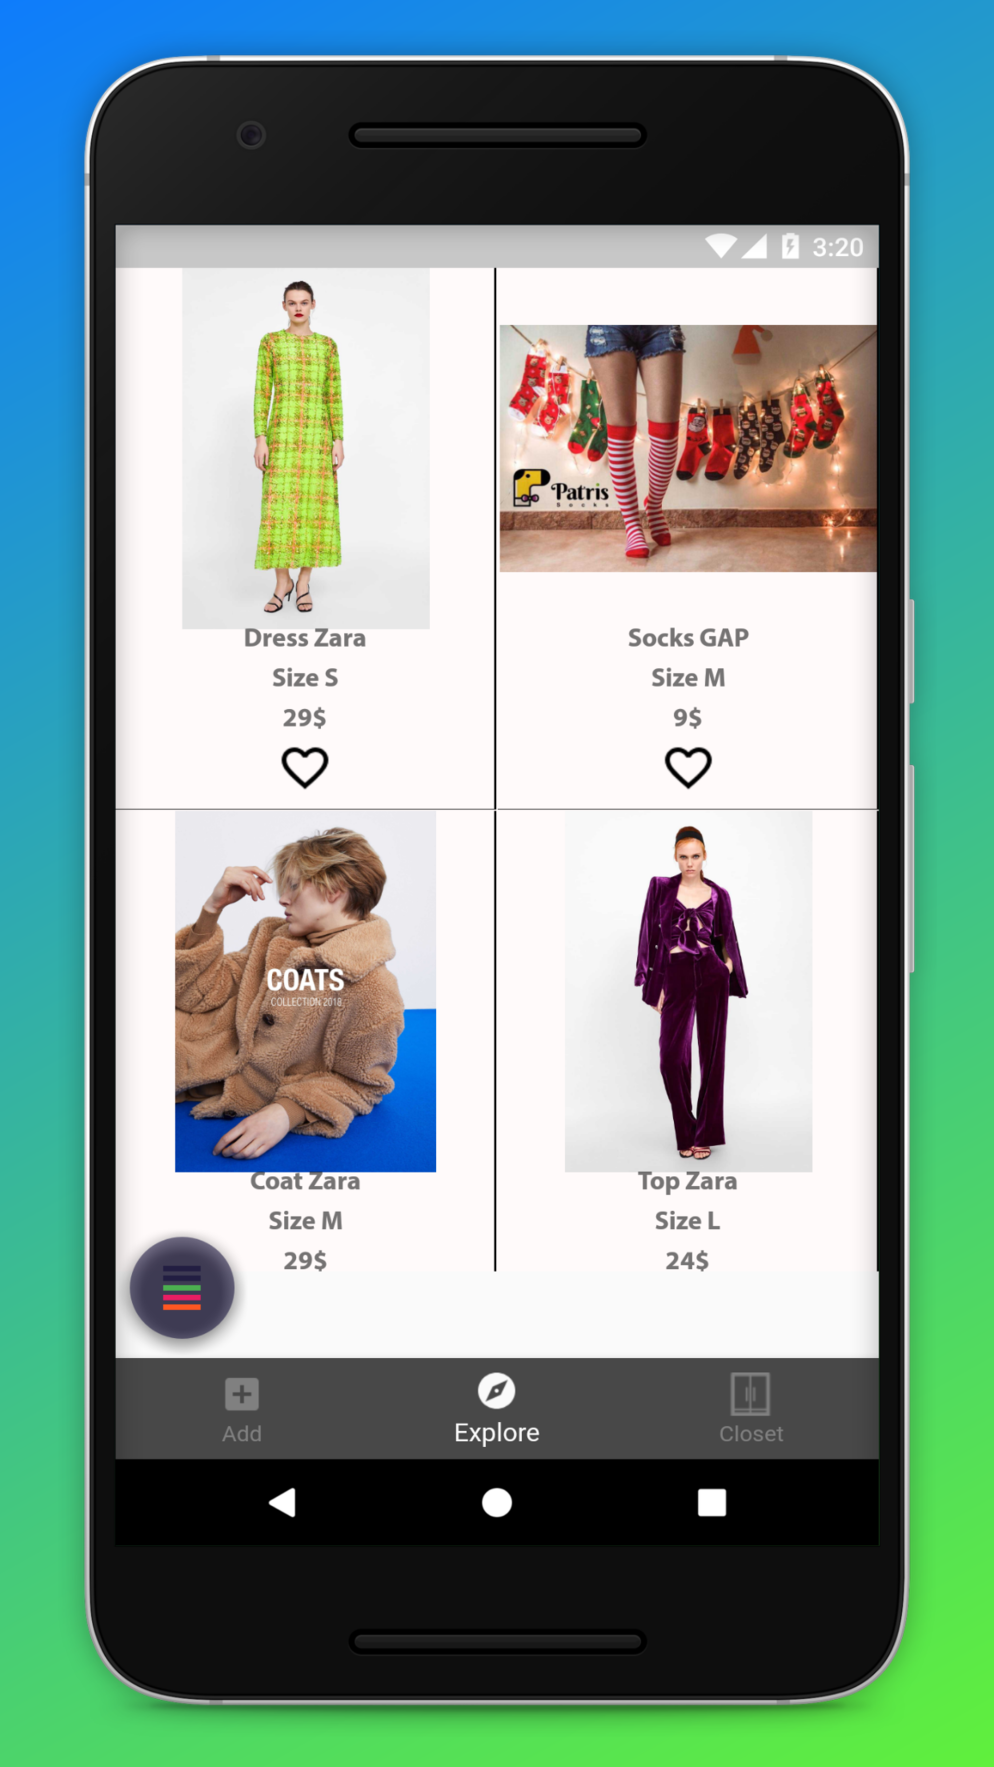 3:20
Patris
Socks
Dress Zara
Size S
29$
Socks GAP
Size M
9$
COATS
COLLECTION 2018
Coat Zara
Size M
29$
Top Zara
Size L
24$
Add
Explore
Closet